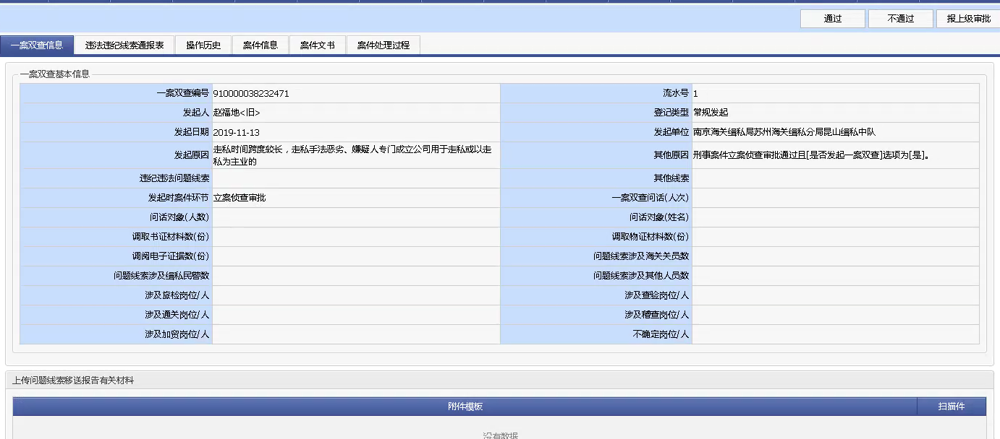 通过 不通过 报上级审批
一案双查信息 违法违纪线索通报表 操作历史 案件信息 案件文书 案件处理过程
一案双查基本信息
一案双查编号 910000038232471 流水号 1
发起人 赵福地<旧> 登记类型 常规发起
发起日期 2019-11-13 发起单位 南京海关缉私局苏州海关缉私分局昆山缉私中队
发起原因 走私时间跨度较长，走私手法恶劣、嫌疑人专门成立公司用于走私或以走
私为主业的
其他原因 刑事案件立案侦查审批通过且[是否发起一案双查]选项为[是]。
违纪违法问题线索 其他线索
发起时案件环节 立案侦查审批 一案双查问话(人次)
问话对象(人数) 问话对象(姓名)
调取书证材料数(份) 调取物证材料数(份)
调阅电子证据数(份) 问题线索涉及海关关员数
问题线索涉及缉私民警数 问题线索涉及其他人员数
涉及旅检岗位/人 涉及查验岗位/人
涉及通关岗位/人 涉及稽查岗位/人
涉及加贸岗位/人 不确定岗位/人
上传问题线索移送报告有关材料
附件模板 扫描件
没有数据